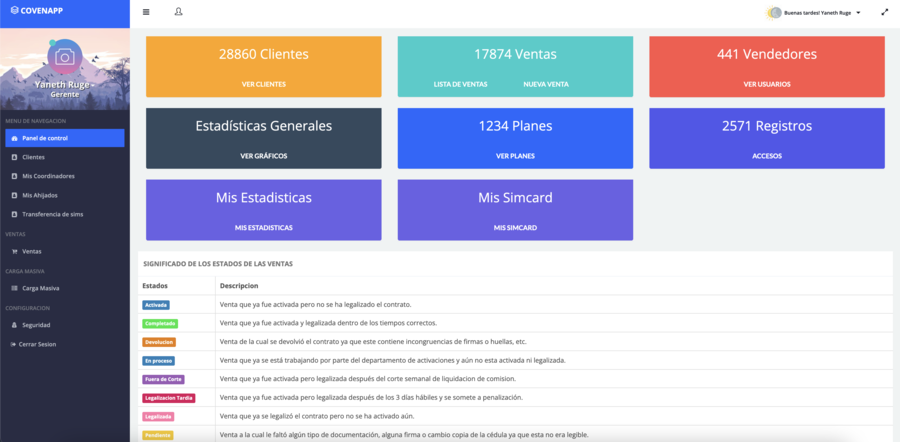 COVENAPP
Buenas tardes! Yaneth Ruge
Yaneth Ruge
Gerente
MENU DE NAVEGACION
Panel de control
Clientes
Mis Coordinadores
Mis Ahijados
Transferencia de sims
VENTAS
Ventas
CARGA MASIVA
Carga Masiva
CONFIGURACION
Seguridad
Cerrar Sesion
28860 Clientes
VER CLIENTES
17874 Ventas
LISTA DE VENTAS NUEVA VENTA
441 Vendedores
VER USUARIOS
Estadísticas Generales
VER GRÁFICOS
1234 Planes
VER PLANES
2571 Registros
ACCESOS
Mis Estadisticas
MIS ESTADISTICAS
Mis Simcard
MIS SIMCARD
SIGNIFICADO DE LOS ESTADOS DE LAS VENTAS
Estados Descripcion
Activada Venta que ya fue activada pero no se ha legalizado el contrato.
Completada Venta que ya fue activada y legalizada dentro de los tiempos correctos.
Devolucion Venta de la cual se devolvió el contrato ya que este contiene incongruencias de firmas o huellas, etc.
En proceso Venta que ya se está trabajando por parte del departamento de activaciones y aún no esta activada ni legalizada.
Fuera de Corte Venta que ya fue activada pero legalizada después del corte semanal de liquidacion de comision.
Legalizacion Tardia Venta que ya fue activada pero legalizada después de los 3 días hábiles y se somete a penalización.
Legalizada Venta que ya se legalizó el contrato pero no se ha activado aún.
Pendiente Venta a la cual le faltó algún tipo de documentación, alguna firma o cambio copia de la cédula ya que esta no era legible.